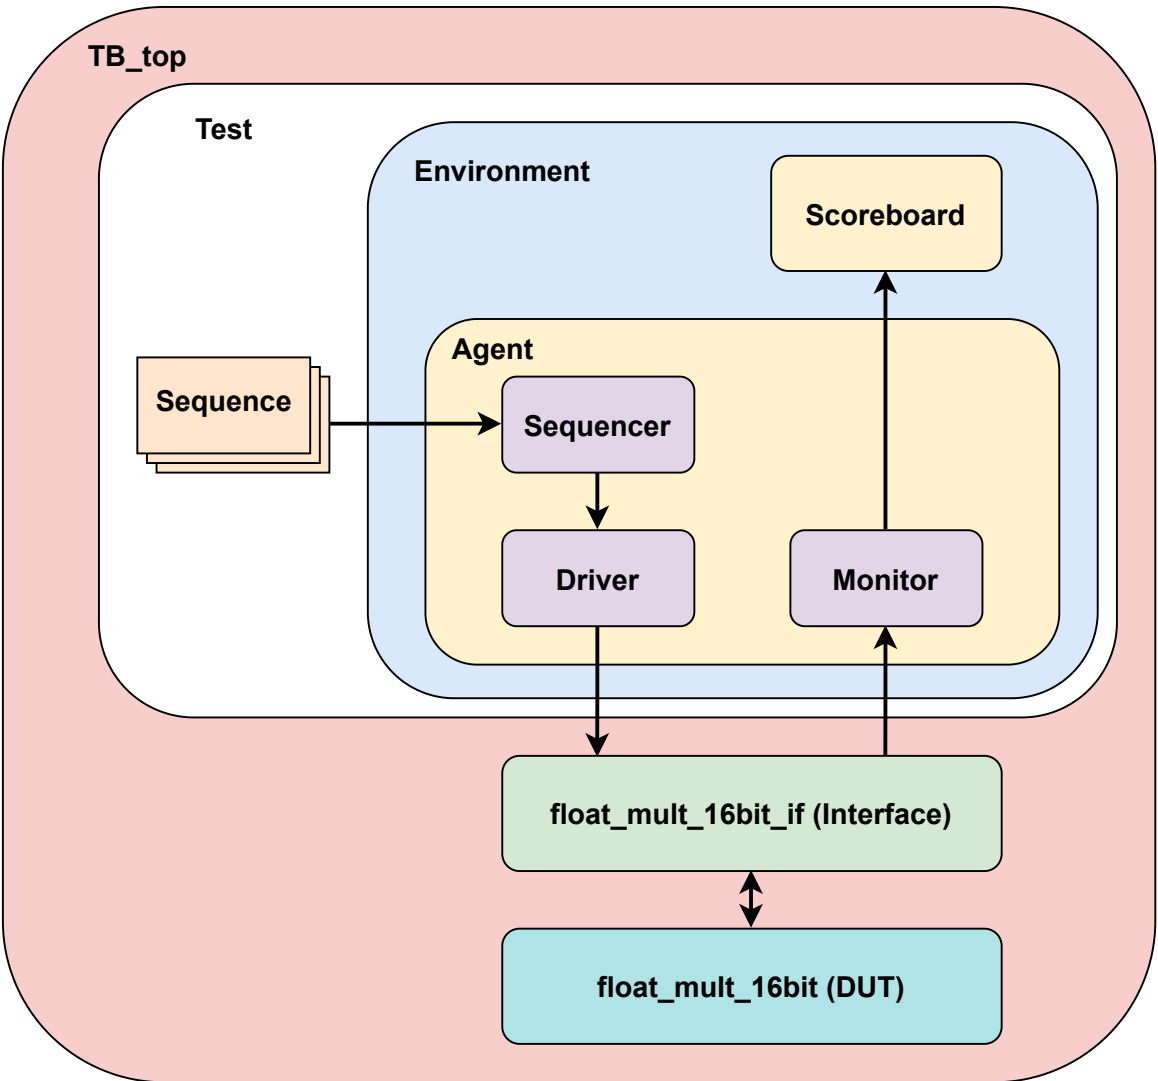 TB_top
Test
Environment
Scoreboard
Agent
Sequence
Sequencer
Driver
Monitor
float_mult_16bit_if (Interface)
float_mult_16bit (DUT)